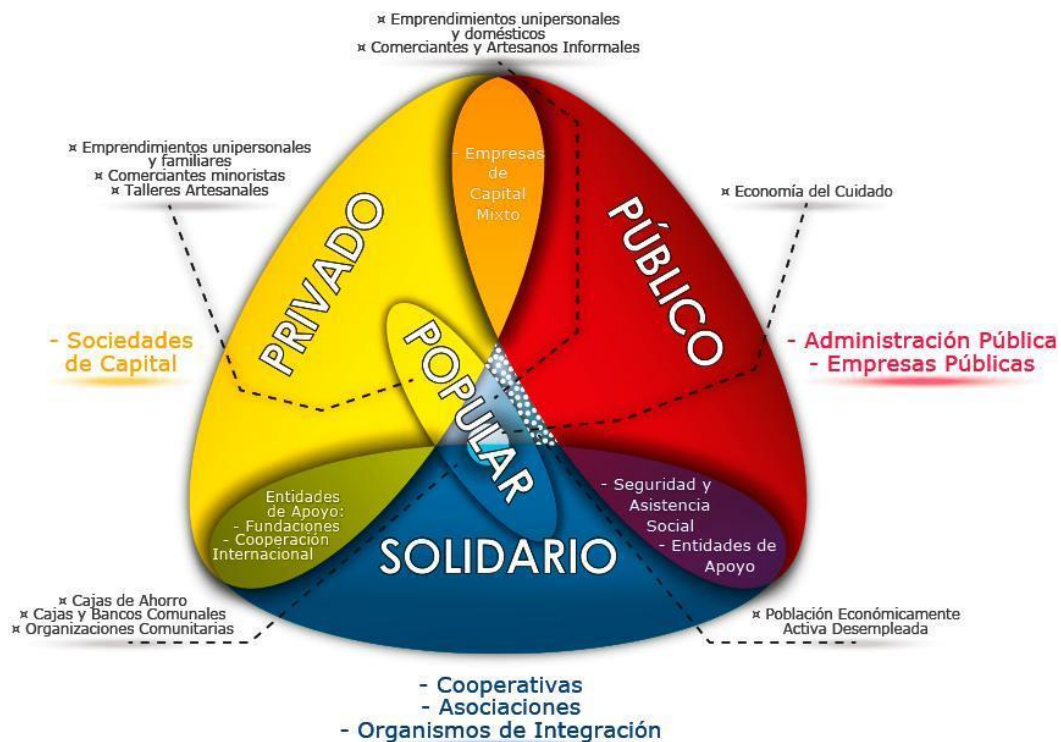 ¤ Emprendimientos unipersonales
y domésticos
¤ Comerciantes y Artesanos Informales
¤ Emprendimientos unipersonales
y familiares
¤ Comerciantes minoristas
¤ Talleres Artesanales
- Empresas
de
Capital
Mixto
¤ Economía del Cuidado
PRIVADO
PÚBLICO
- Sociedades
de Capital
- Administración Pública
- Empresas Públicas
POPULAR
Entidades
de Apoyo:
- Fundaciones
- Cooperación
Internacional
- Seguridad y
Asistencia
Social
- Entidades de
Apoyo
SOLIDARIO
¤ Cajas de Ahorro
¤ Cajas y Bancos Comunales
¤ Organizaciones Comunitarias
¤ Población Económicamente
Activa Desempleada
- Cooperativas
- Asociaciones
- Organismos de Integración